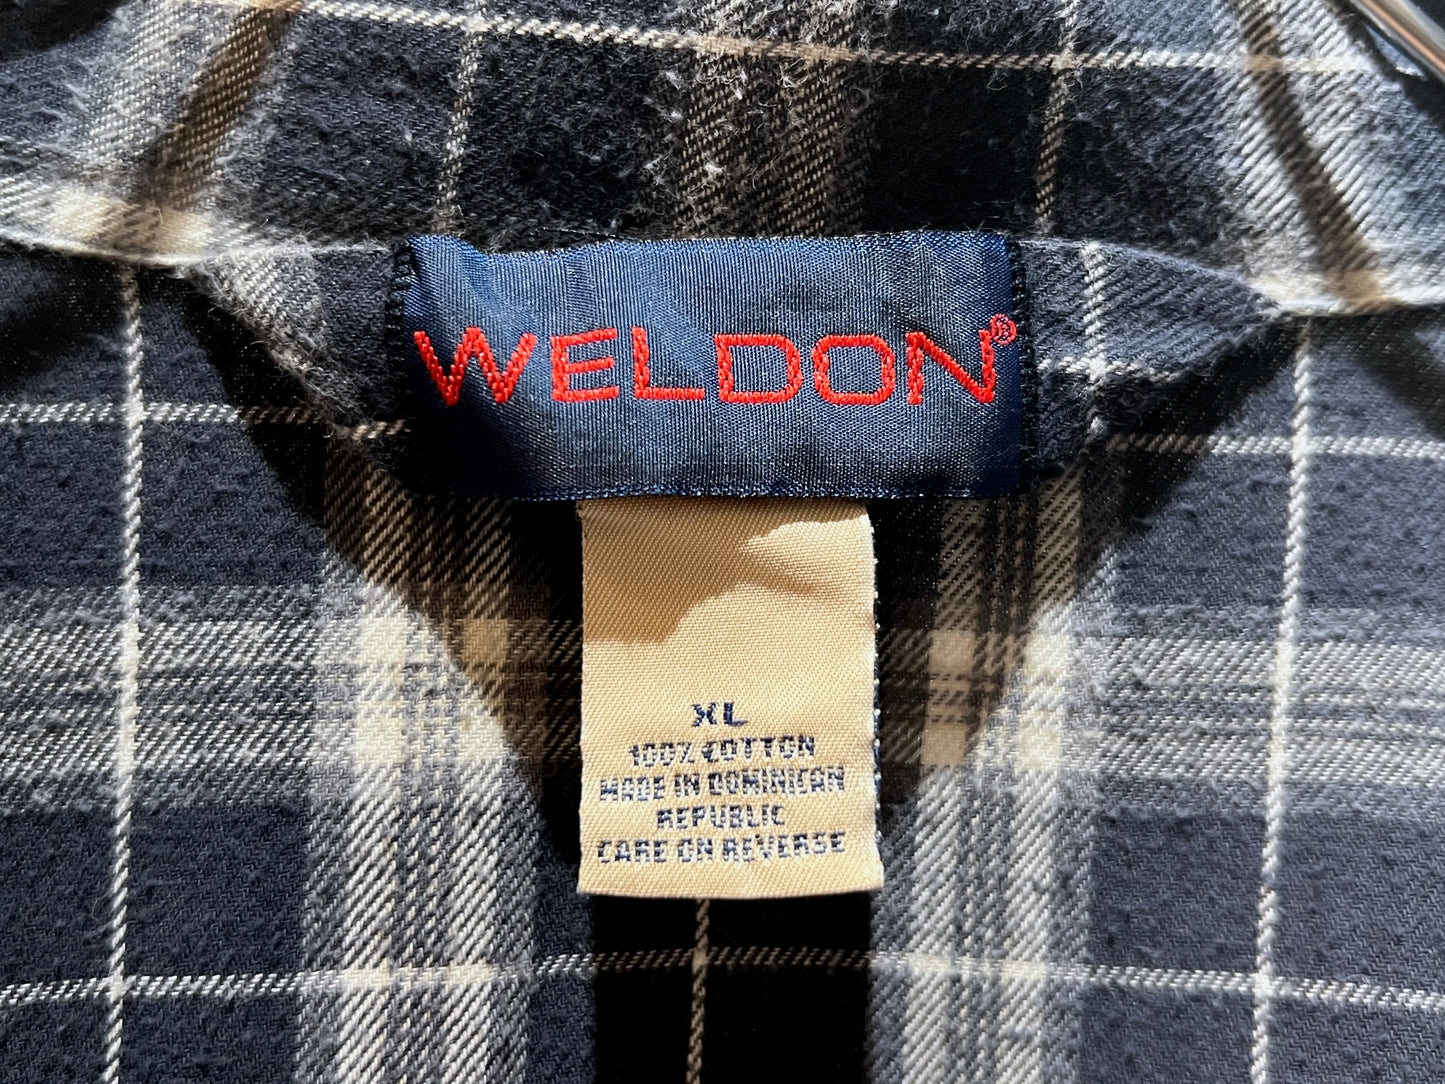 WELDON®
XL
100% COTTON
MADE IN DOMINICAN
REPUBLIC
CARE ON REVERSE